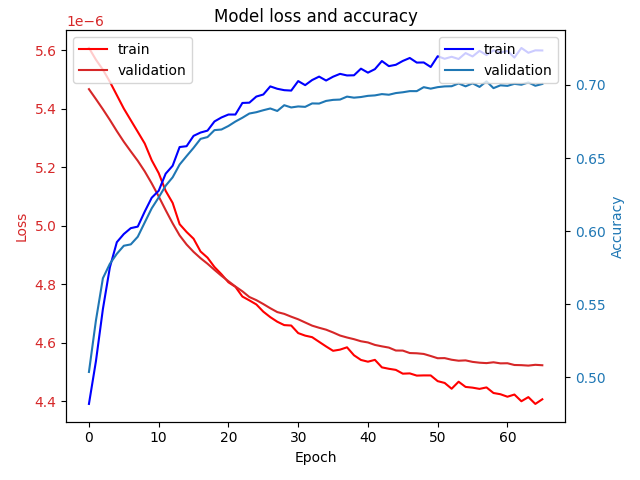 Model loss and accuracy
1e−6
train
validation
train
validation
5.6
5.4
5.2
5.0
4.8
4.6
4.4
Loss
0.70
0.65
0.60
0.55
0.50
Accuracy
0 10 20 30 40 50 60
Epoch